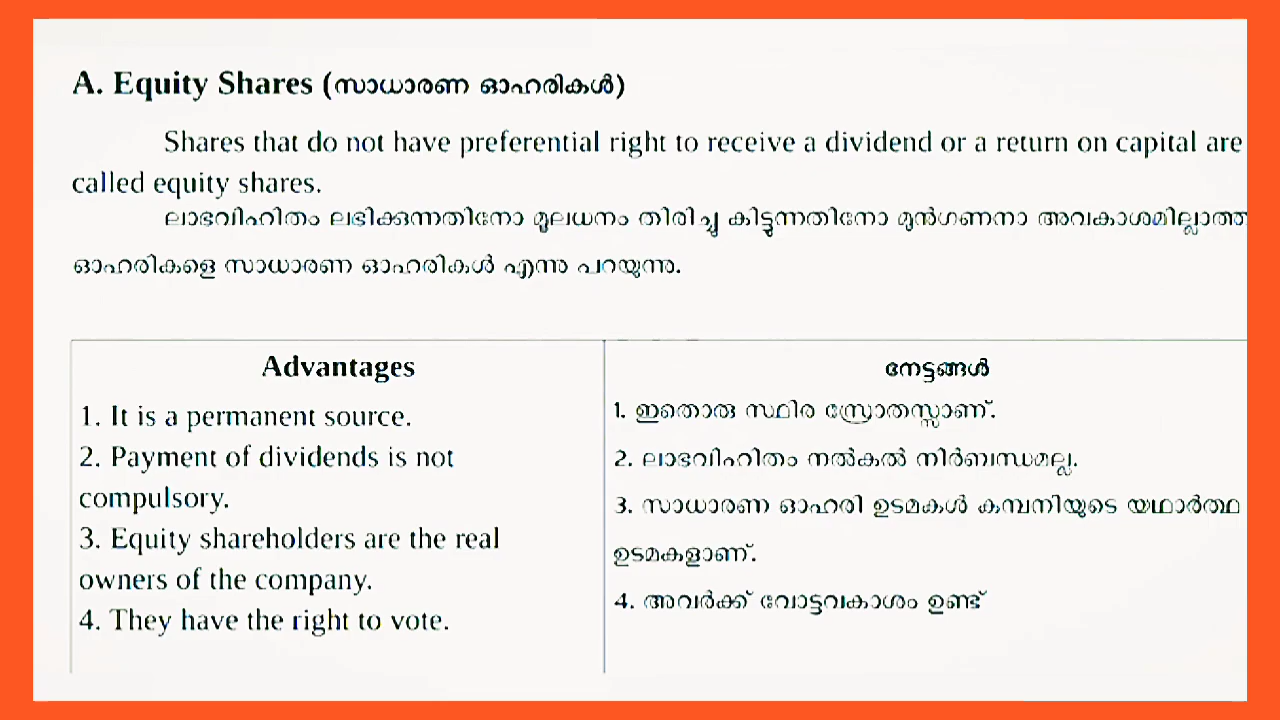 A. Equity Shares (സാധാരണ ഓഹരികൾ)
Shares that do not have preferential right to receive a dividend or a return on capital are
called equity shares.
ലാഭവിഹിതം ലഭിക്കുന്നതിനോ മൂലധനം തിരിച്ചു കിട്ടുന്നതിനോ മുൻഗണനാ അവകാശമില്ലാത്ത
ഓഹരികളെ സാധാരണ ഓഹരികൾ എന്നു പറയുന്നു.
Advantages
1. It is a permanent source.
2. Payment of dividends is not
compulsory.
3. Equity shareholders are the real
owners of the company.
4. They have the right to vote.
നേട്ടങ്ങൾ
1. ഇതൊരു സ്ഥിര സ്രോതസ്സാണ്.
2. ലാഭവിഹിതം നൽകൽ നിർബന്ധമല്ല.
3. സാധാരണ ഓഹരി ഉടമകൾ കമ്പനിയുടെ യഥാർത്ഥ
ഉടമകളാണ്.
4. അവർക്ക് വോട്ടവകാശം ഉണ്ട്